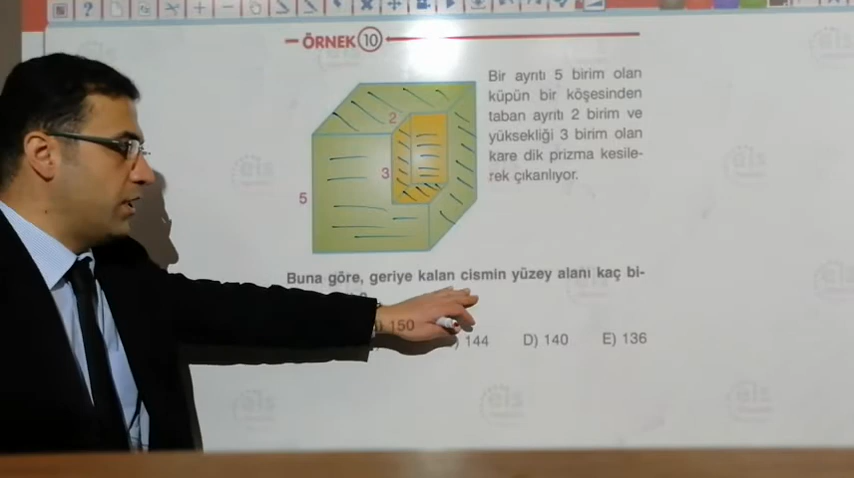 ÖRNEK 10
Bir ayrıtı 5 birim olan
küpün bir köşesinden
taban ayrıtı 2 birim ve
yüksekliği 3 birim olan
kare dik prizma kesile-
rek çıkarılıyor.
2
3
5
Buna göre, geriye kalan cismin yüzey alanı kaç bi-
150
) 144 D) 140 E) 136